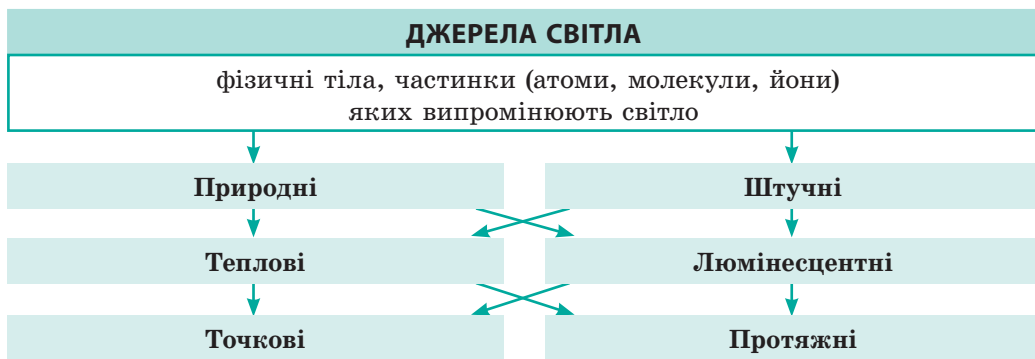 ДЖЕРЕЛА СВІТЛА
фізичні тіла, частинки (атоми, молекули, йони)
яких випромінюють світло
Природні
Штучні
Теплові
Люмінесцентні
Точкові
Протяжні